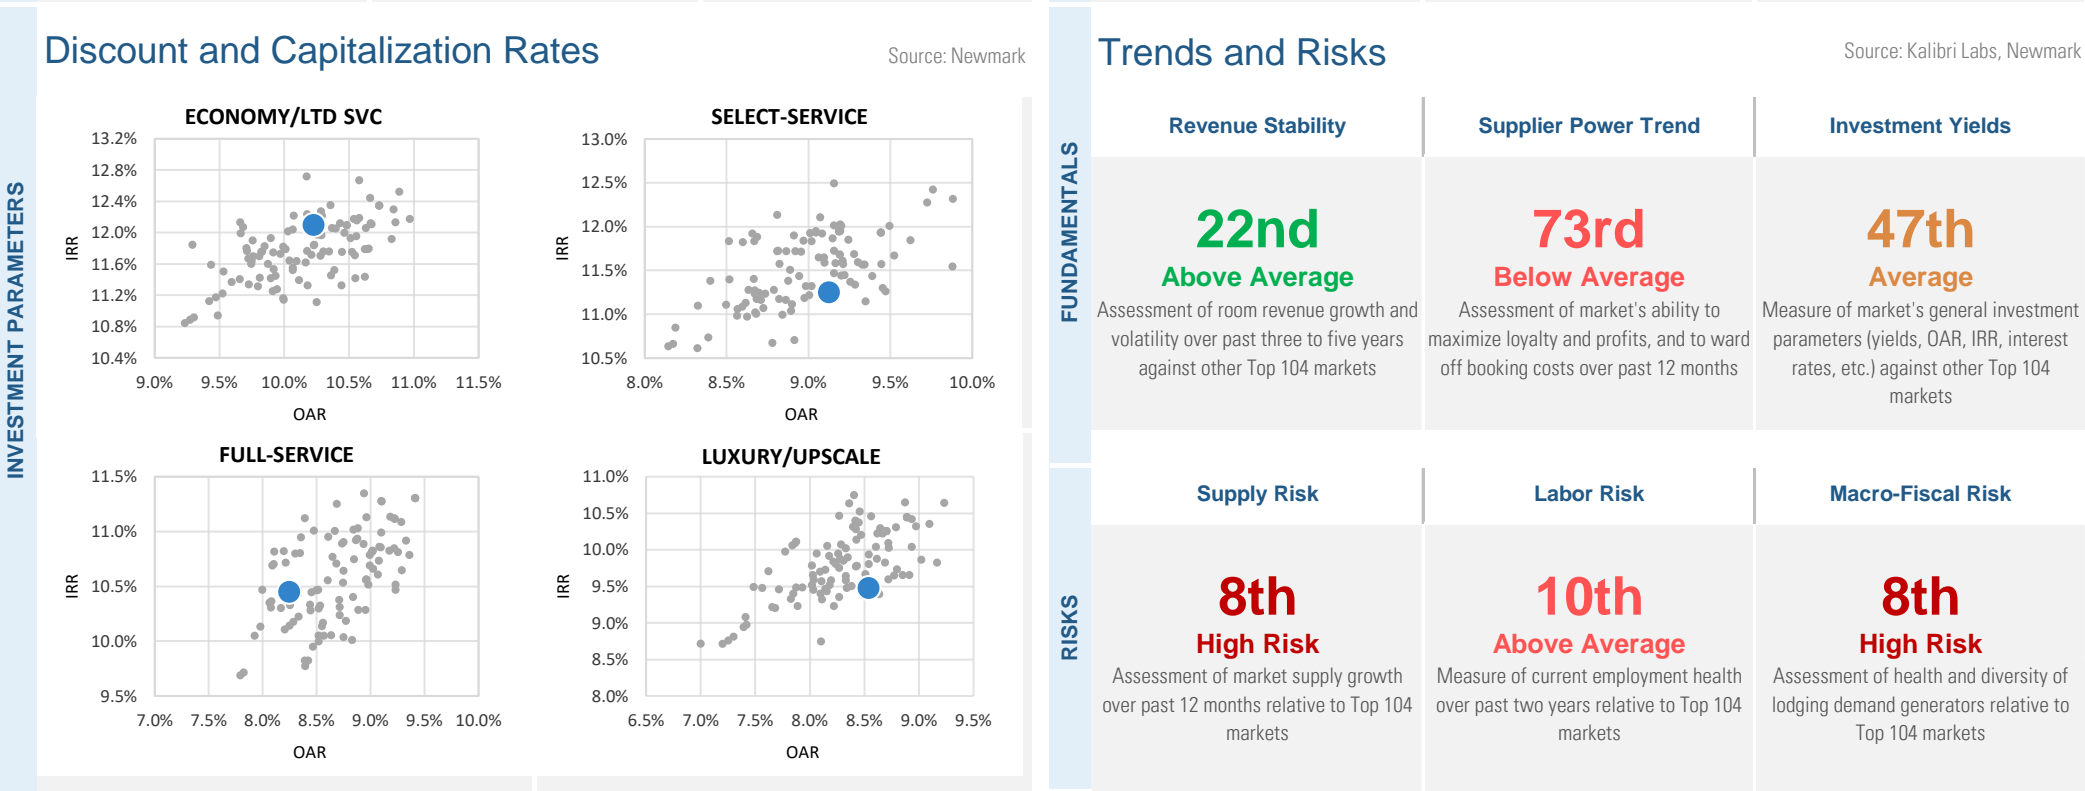 Discount and Capitalization Rates
Source: Newmark
INVESTMENT PARAMETERS
ECONOMY/LTD SVC
13.2%
12.8%
12.4%
12.0%
11.6%
11.2%
10.8%
10.4%
IRR
9.0% 9.5% 10.0% 10.5% 11.0% 11.5%
OAR
SELECT-SERVICE
13.0%
12.5%
12.0%
11.5%
11.0%
10.5%
IRR
8.0% 8.5% 9.0% 9.5% 10.0%
OAR
FULL-SERVICE
11.5%
11.0%
10.5%
10.0%
9.5%
IRR
7.0% 7.5% 8.0% 8.5% 9.0% 9.5% 10.0%
OAR
LUXURY/UPSCALE
11.0%
10.5%
10.0%
9.5%
9.0%
8.5%
8.0%
IRR
6.5% 7.0% 7.5% 8.0% 8.5% 9.0% 9.5%
OAR
Trends and Risks
Source: Kalibri Labs, Newmark
FUNDAMENTALS
Revenue Stability
22nd
Above Average
Assessment of room revenue growth and
volatility over past three to five years
against other Top 104 markets
Supplier Power Trend
73rd
Below Average
Assessment of market's ability to
maximize loyalty and profits, and to ward
off booking costs over past 12 months
Investment Yields
47th
Average
Measure of market's general investment
parameters (yields, OAR, IRR, interest
rates, etc.) against other Top 104
markets
RISKS
Supply Risk
8th
High Risk
Assessment of market supply growth
over past 12 months relative to Top 104
markets
Labor Risk
10th
Above Average
Measure of current employment health
over past two years relative to Top 104
markets
Macro-Fiscal Risk
8th
High Risk
Assessment of health and diversity of
lodging demand generators relative to
Top 104 markets